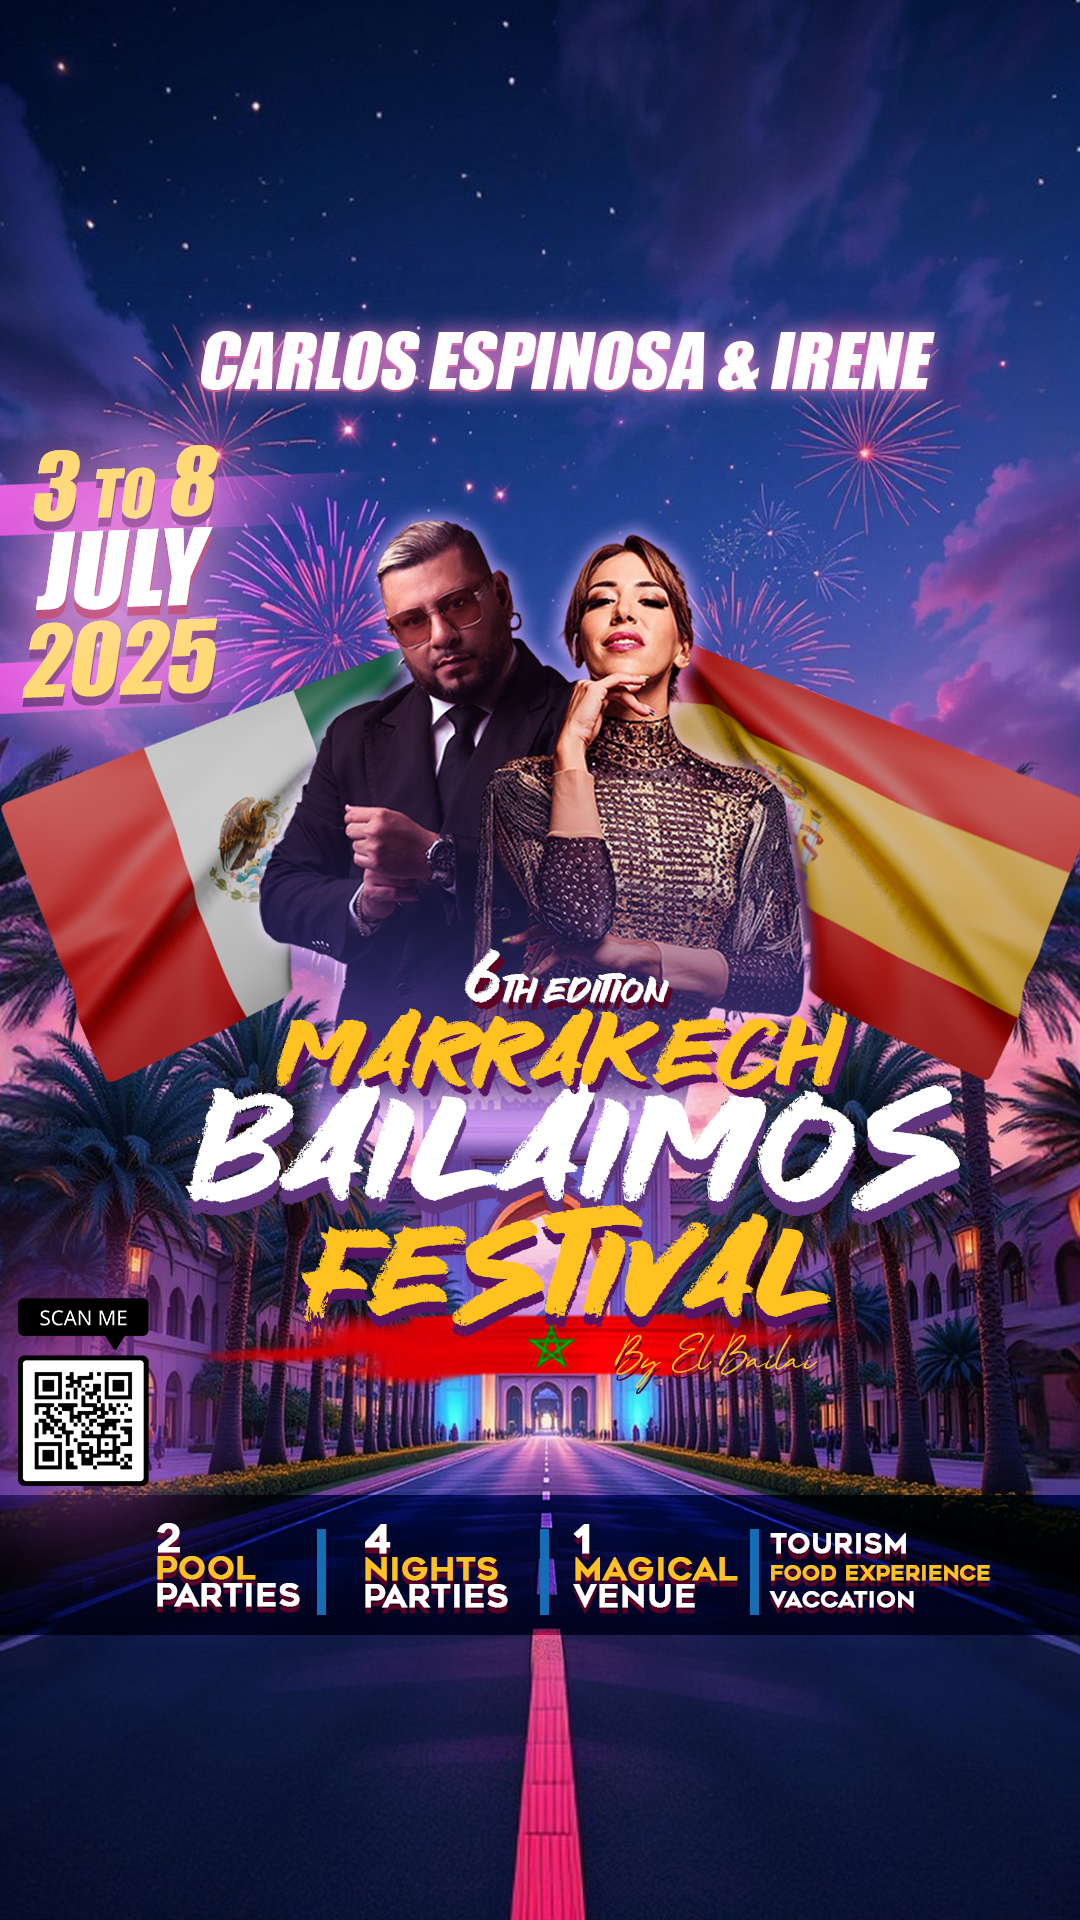 CARLOS ESPINOSA & IRENE
3 TO 8
JULY
2025
6TH EDITION
MARRAKECH
BAILAIMOS
FESTIVAL
By El Bailai
SCAN ME
2
POOL
PARTIES
4
NIGHTS
PARTIES
1
MAGICAL
VENUE
TOURISM
FOOD EXPERIENCE
VACCATION